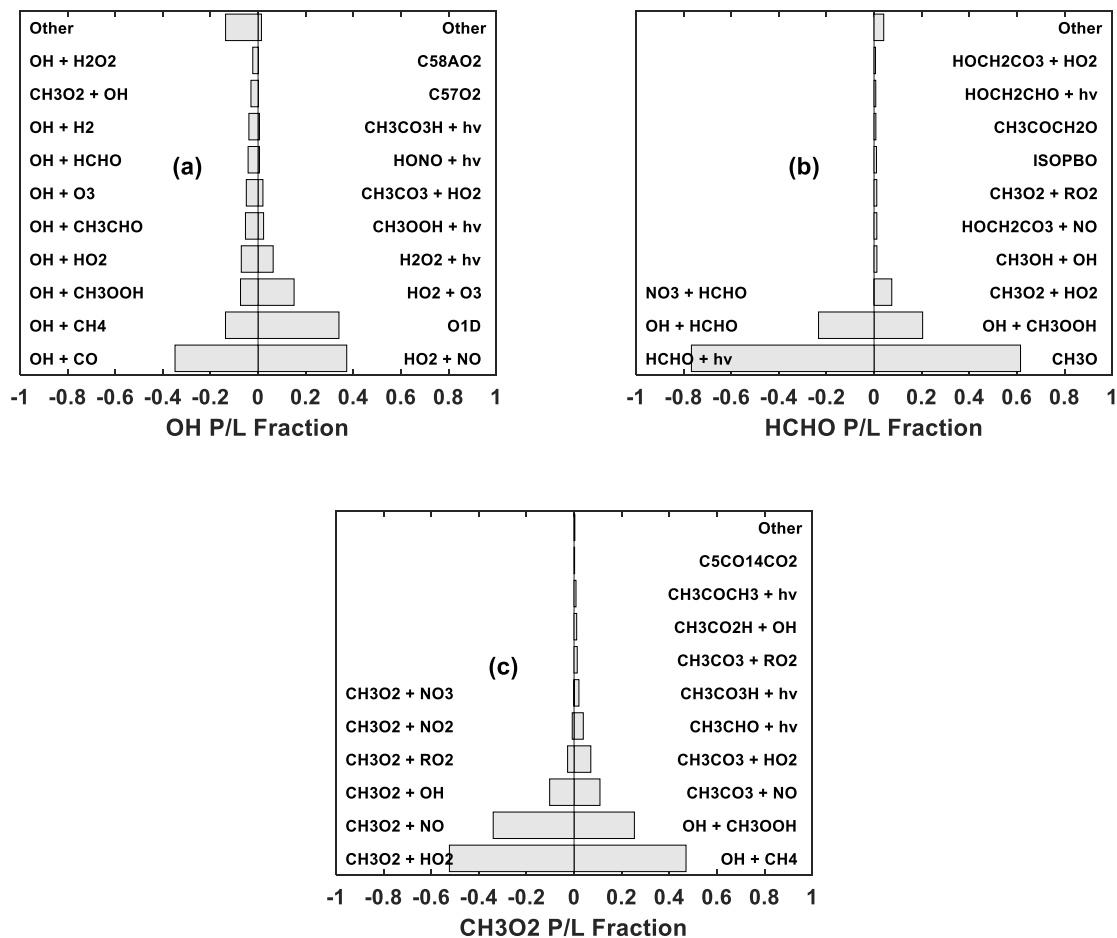 Other Other
OH + H2O2 C58AO2
CH3O2 + OH C57O2
OH + H2 CH3CO3H + hv
OH + HCHO (a) HONO + hv
OH + O3 CH3CO3 + HO2
OH + CH3CHO CH3OOH + hv
OH + HO2 H2O2 + hv
OH + CH3OOH HO2 + O3
OH + CH4 O1D
OH + CO HO2 + NO
-1 -0.8 -0.6 -0.4 -0.2 0 0.2 0.4 0.6 0.8 1
OH P/L Fraction
Other
HOCH2CO3 + HO2
HOCH2CHO + hv
CH3COCH2O
(b) ISOPBO
CH3O2 + RO2
HOCH2CO3 + NO
CH3OH + OH
NO3 + HCHO CH3O2 + HO2
OH + HCHO OH + CH3OOH
HCHO + hv CH3O
-1 -0.8 -0.6 -0.4 -0.2 0 0.2 0.4 0.6 0.8 1
HCHO P/L Fraction
Other
C5CO14CO2
CH3COCH3 + hv
CH3CO2H + OH
(c) CH3CO3 + RO2
CH3O2 + NO3 CH3CO3H + hv
CH3O2 + NO2 CH3CHO + hv
CH3O2 + RO2 CH3CO3 + HO2
CH3O2 + OH CH3CO3 + NO
CH3O2 + NO OH + CH3OOH
CH3O2 + HO2 OH + CH4
-1 -0.8 -0.6 -0.4 -0.2 0 0.2 0.4 0.6 0.8 1
CH3O2 P/L Fraction